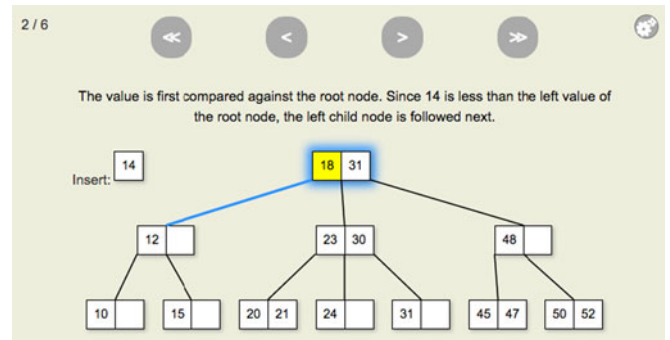 2 / 6
≪ < > ≫
The value is first compared against the root node. Since 14 is less than the left value of
the root node, the left child node is followed next.
Insert: 14
18 31
12
23 30
48
10
15
20 21
24
31
45 47
50 52